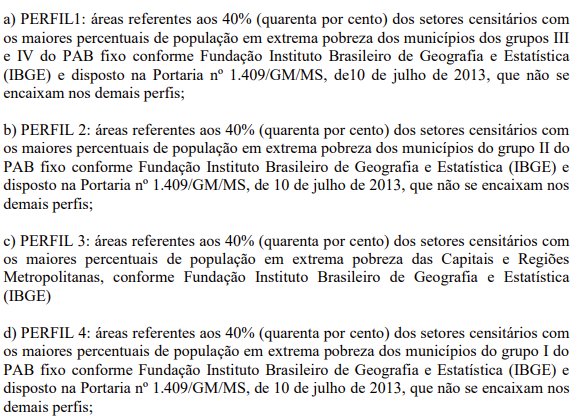 a) PERFIL1: áreas referentes aos 40% (quarenta por cento) dos setores censitários com
os maiores percentuais de população em extrema pobreza dos municípios dos grupos III
e IV do PAB fixo conforme Fundação Instituto Brasileiro de Geografia e Estatística
(IBGE) e disposto na Portaria nº 1.409/GM/MS, de10 de julho de 2013, que não se
encaixam nos demais perfis;
b) PERFIL 2: áreas referentes aos 40% (quarenta por cento) dos setores censitários com
os maiores percentuais de população em extrema pobreza dos municípios do grupo II do
PAB fixo conforme Fundação Instituto Brasileiro de Geografia e Estatística (IBGE) e
disposto na Portaria nº 1.409/GM/MS, de 10 de julho de 2013, que não se encaixam nos
demais perfis;
c) PERFIL 3: áreas referentes aos 40% (quarenta por cento) dos setores censitários com
os maiores percentuais de população em extrema pobreza das Capitais e Regiões
Metropolitanas, conforme Fundação Instituto Brasileiro de Geografia e Estatística
(IBGE)
d) PERFIL 4: áreas referentes aos 40% (quarenta por cento) dos setores censitários com
os maiores percentuais de população em extrema pobreza dos municípios do grupo I do
PAB fixo conforme Fundação Instituto Brasileiro de Geografia e Estatística (IBGE) e
disposto na Portaria nº 1.409/GM/MS, de 10 de julho de 2013, que não se encaixam nos
demais perfis;